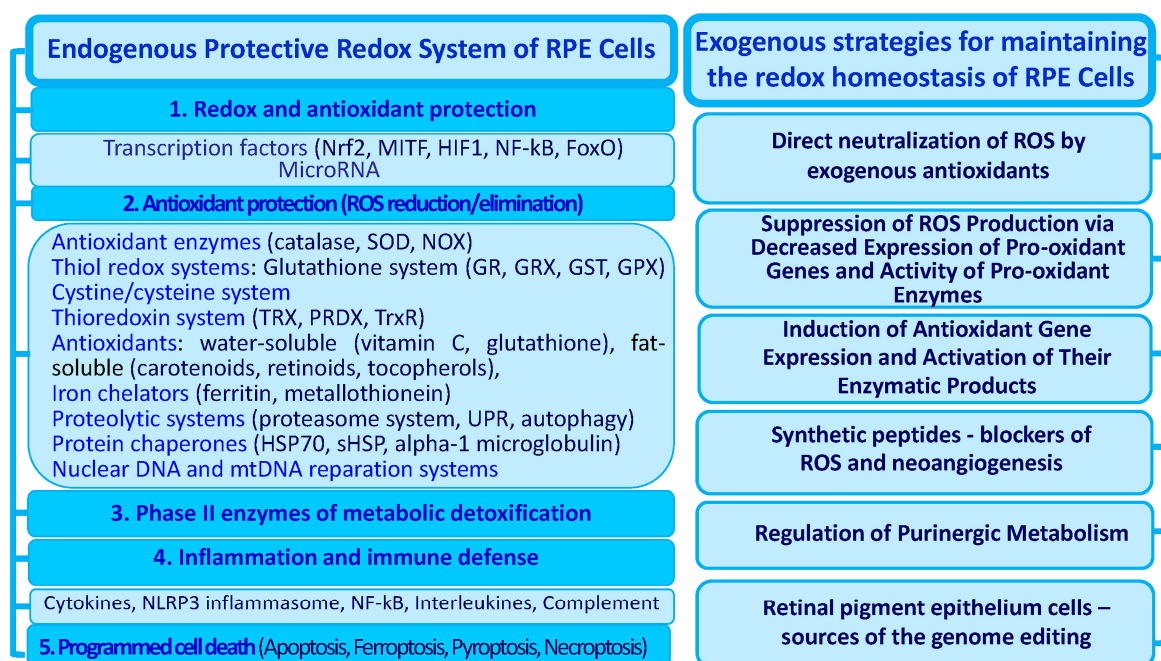 Endogenous Protective Redox System of RPE Cells
1. Redox and antioxidant protection
Transcription factors (Nrf2, MITF, HIF1, NF-kB, FoxO)
MicroRNA
2. Antioxidant protection (ROS reduction/elimination)
Antioxidant enzymes (catalase, SOD, NOX)
Thiol redox systems: Glutathione system (GR, GRX, GST, GPX)
Cystine/cysteine system
Thioredoxin system (TRX, PRDX, TrxR)
Antioxidants: water-soluble (vitamin C, glutathione), fat-
soluble (carotenoids, retinoids, tocopherols),
Iron chelators (ferritin, metallothionein)
Proteolytic systems (proteasome system, UPR, autophagy)
Protein chaperones (HSP70, sHSP, alpha-1 microglobulin)
Nuclear DNA and mtDNA reparation systems
3. Phase II enzymes of metabolic detoxification
4. Inflammation and immune defense
Cytokines, NLRP3 inflammasome, NF-kB, Interleukines, Complement
5. Programmed cell death (Apoptosis, Ferroptosis, Pyroptosis, Necroptosis)
Exogenous strategies for maintaining
the redox homeostasis of RPE Cells
Direct neutralization of ROS by
exogenous antioxidants
Suppression of ROS Production via
Decreased Expression of Pro-oxidant
Genes and Activity of Pro-oxidant
Enzymes
Induction of Antioxidant Gene
Expression and Activation of Their
Enzymatic Products
Synthetic peptides - blockers of
ROS and neoangiogenesis
Regulation of Purinergic Metabolism
Retinal pigment epithelium cells –
sources of the genome editing